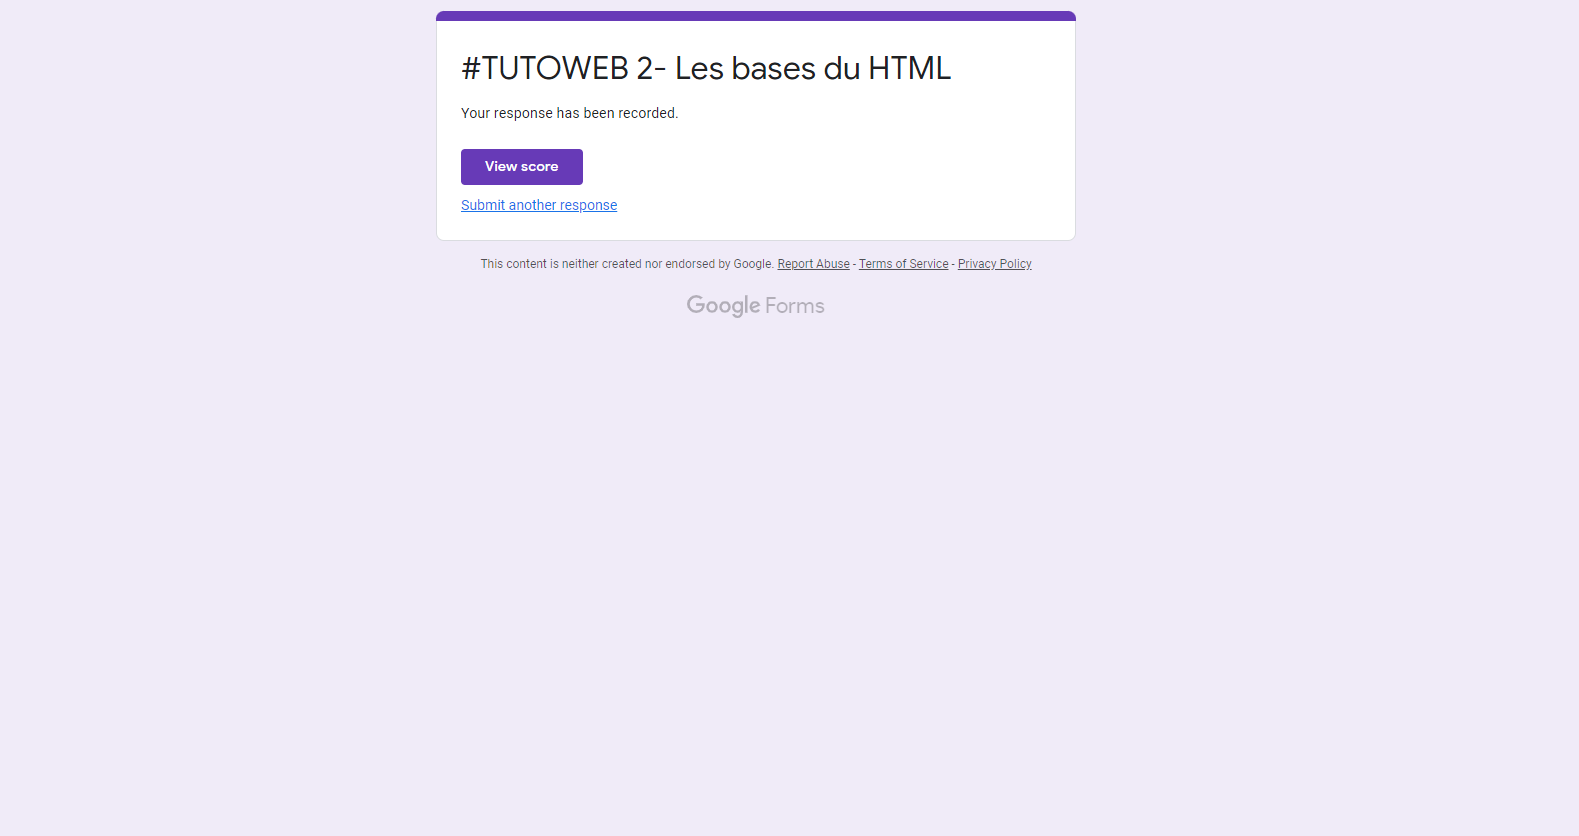 #TUTOWEB 2- Les bases du HTML
Your response has been recorded.
View score
Submit another response
This content is neither created nor endorsed by Google. Report Abuse - Terms of Service - Privacy Policy
Google Forms